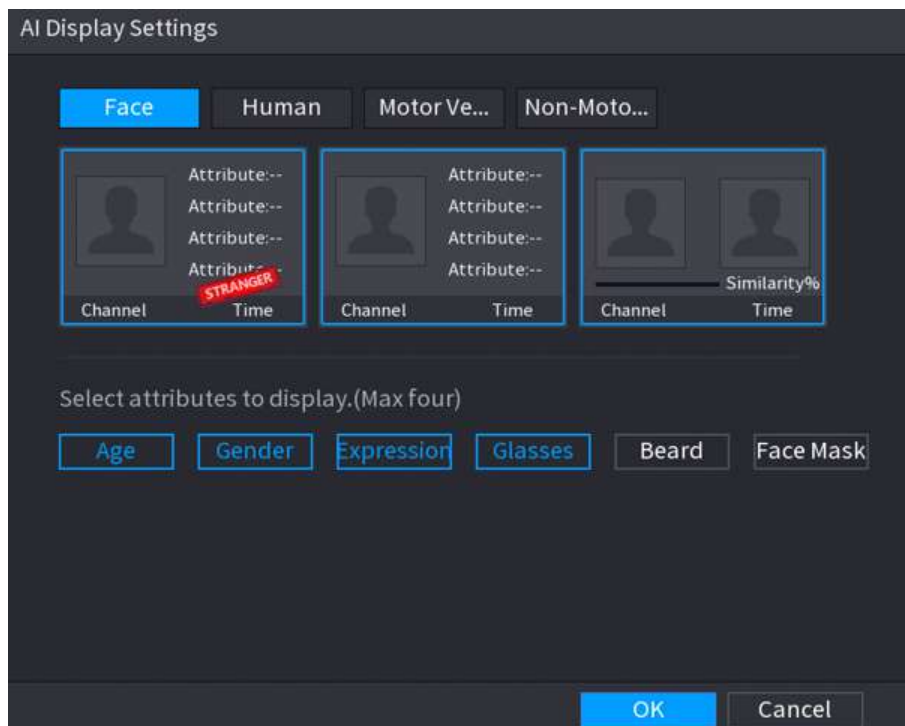 AI Display Settings
Face Human Motor Ve... Non-Moto...
Attribute:--
Attribute:--
Attribute:--
Attribute:--
STRANGER
Channel Time
Attribute:--
Attribute:--
Attribute:--
Attribute:--
Channel Time
Similarity%
Channel Time
Select attributes to display.(Max four)
Age Gender Expression Glasses Beard Face Mask
OK Cancel